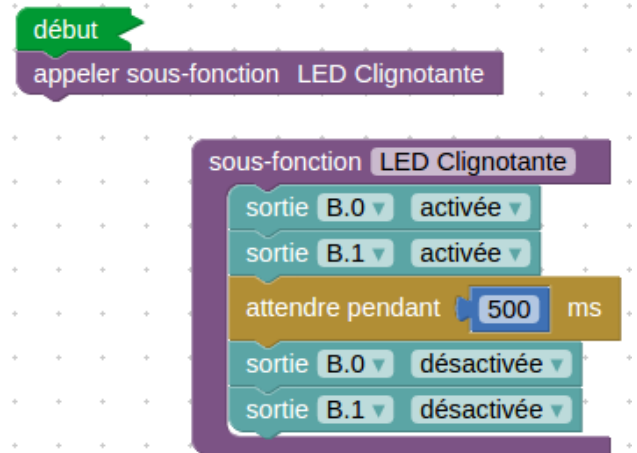 début
appeler sous-fonction LED Clignotante
sous-fonction LED Clignotante
sortie B.0 activée
sortie B.1 activée
attendre pendant 500 ms
sortie B.0 désactivée
sortie B.1 désactivée